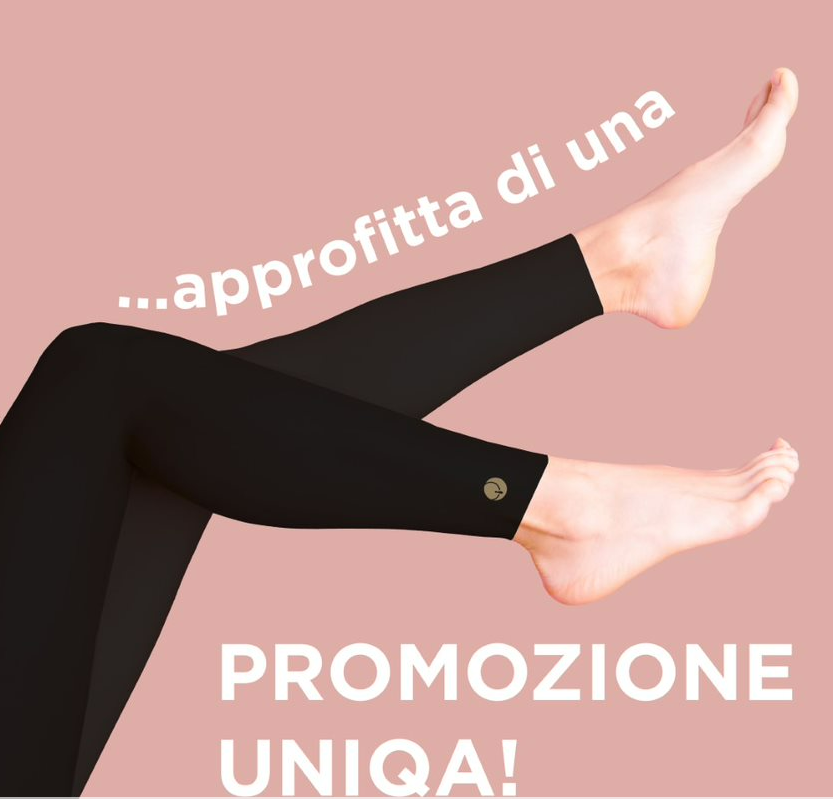 ...approfitta di una
PROMOZIONE
UNIQA!